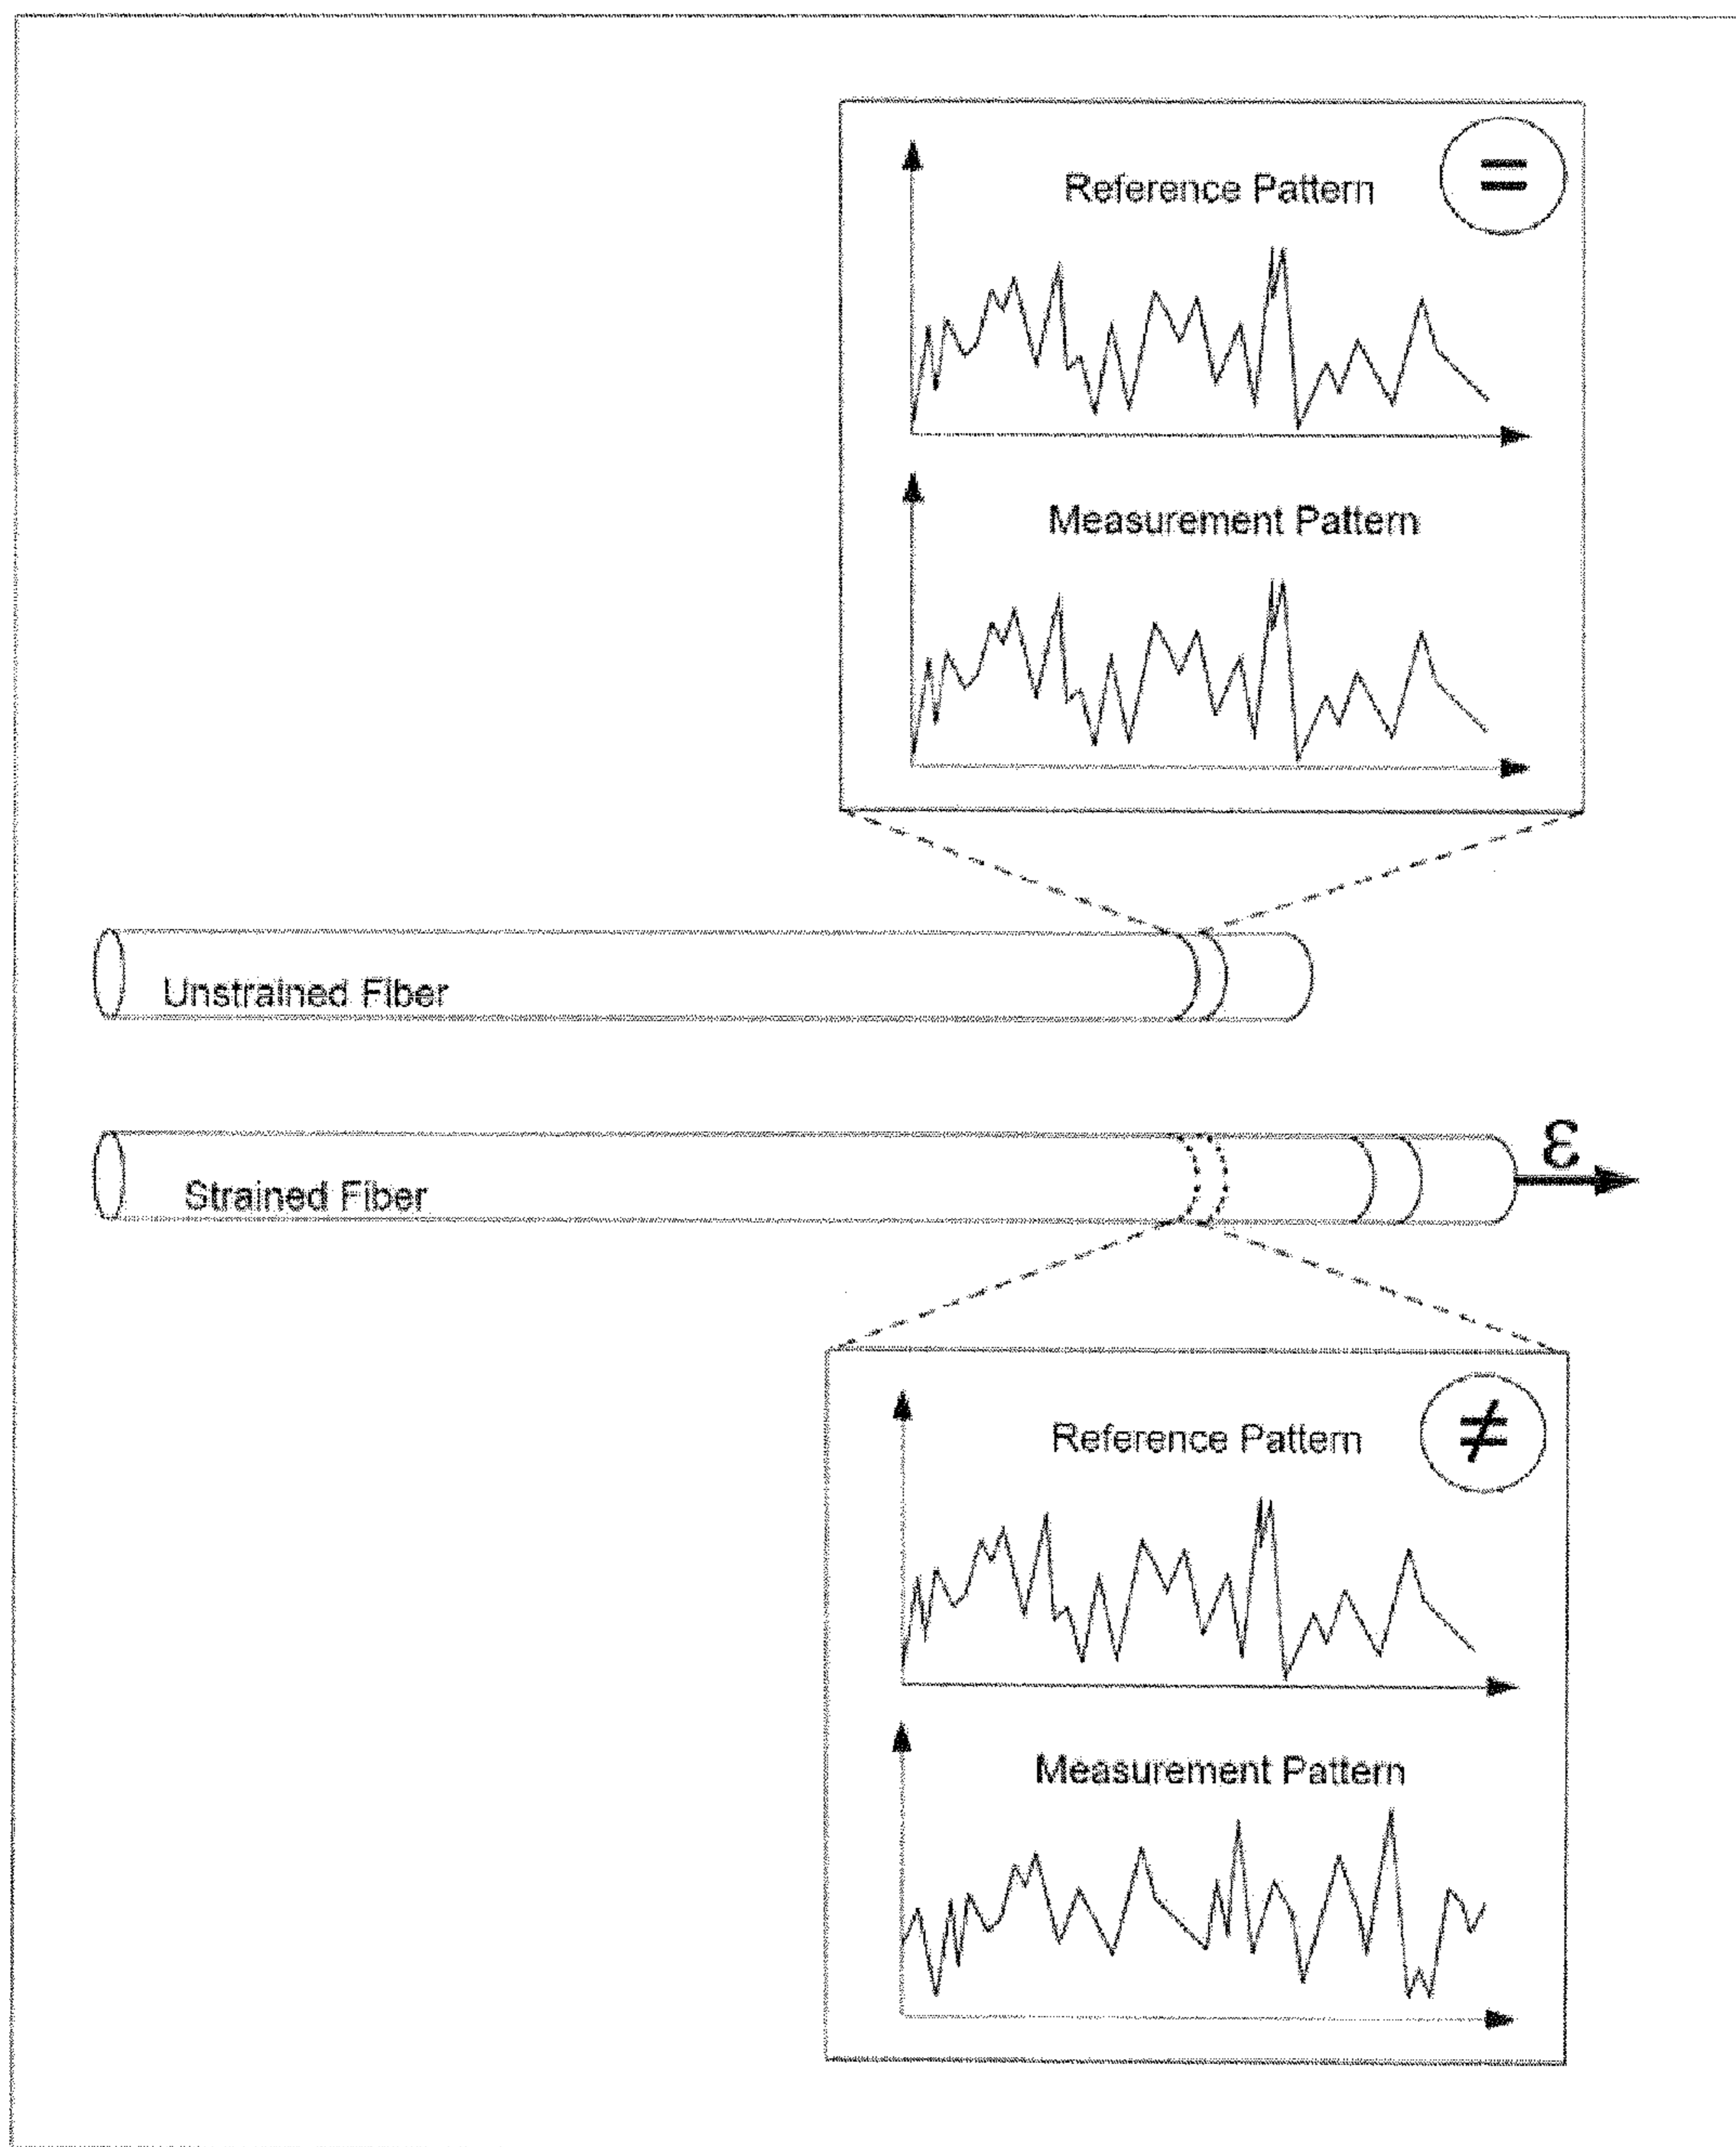 =
Reference Pattern
Measurement Pattern
Unstrained Fiber
ε
Strained Fiber
≠
Reference Pattern
Measurement Pattern